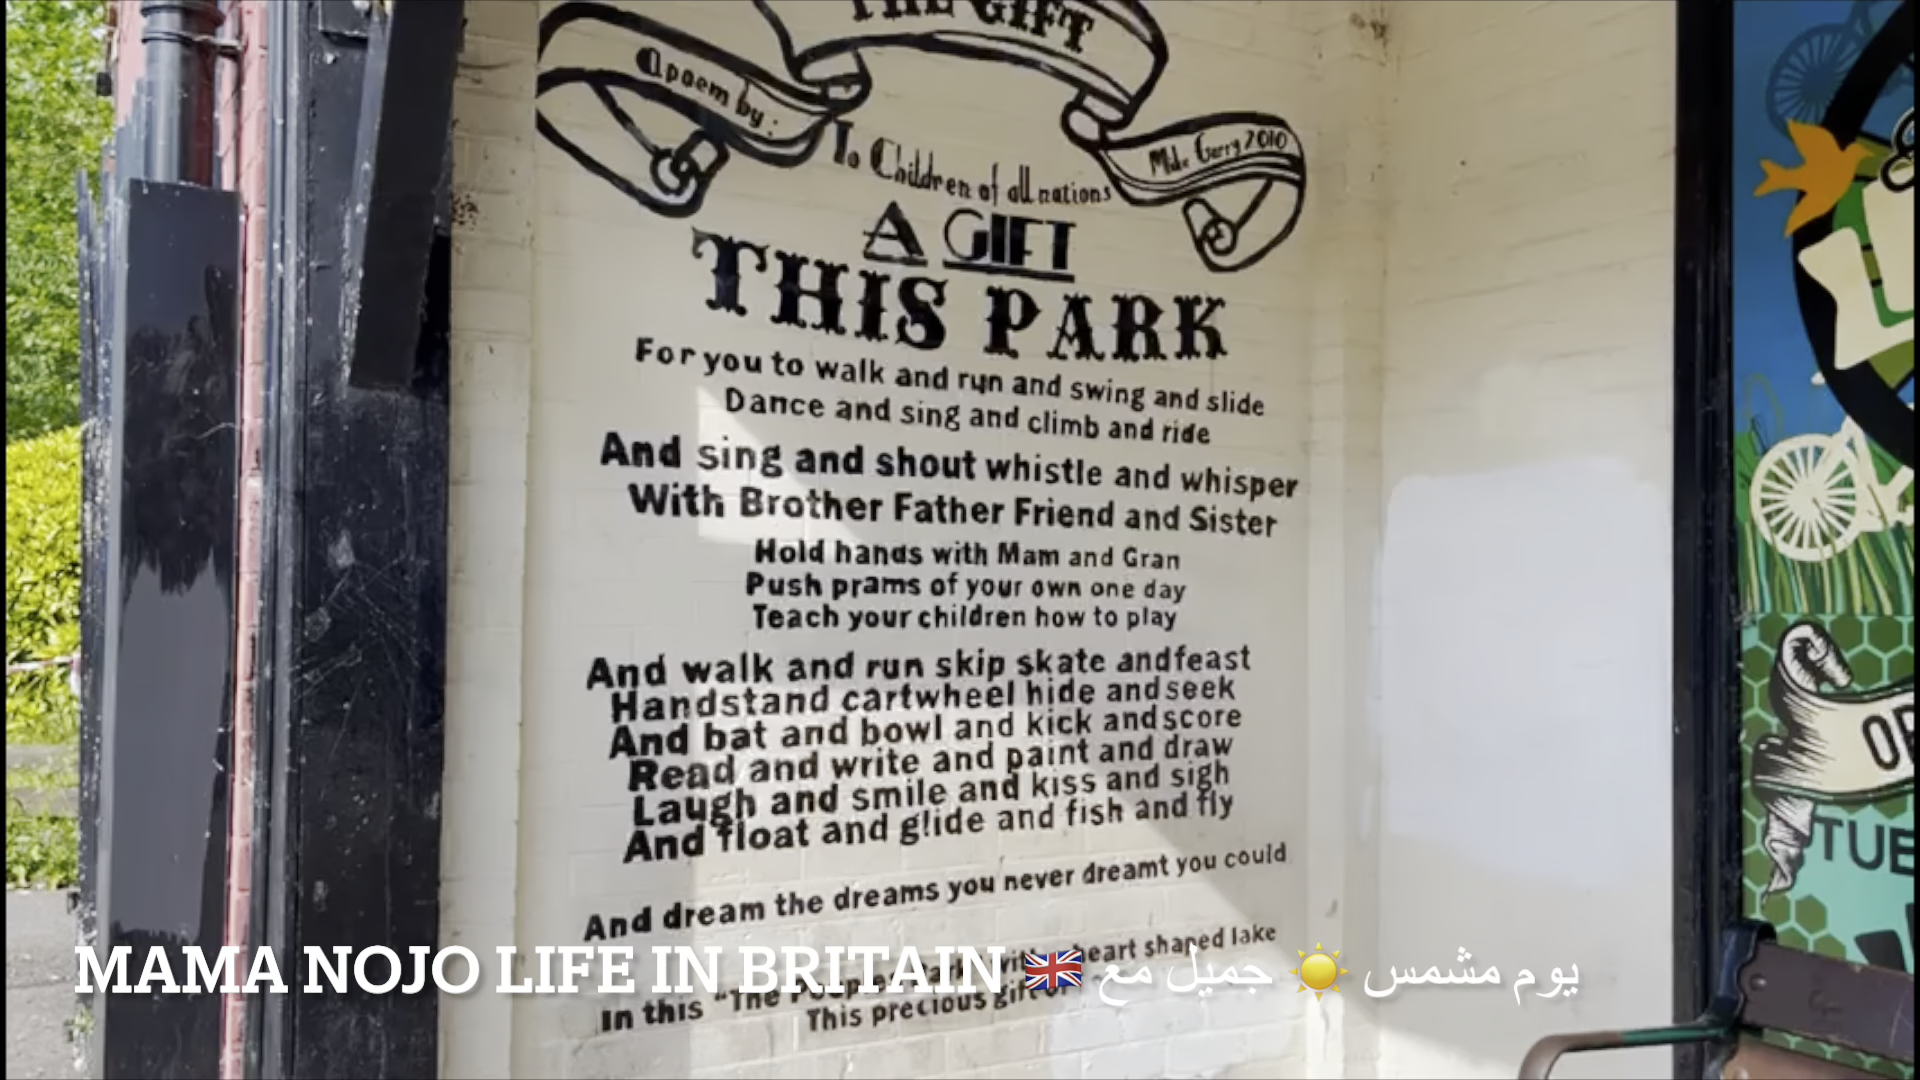 THE GIFT
A poem by:
Mike Garry 2010
To Children of all nations
A GIFT
THIS PARK
For you to walk and run and swing and slide
Dance and sing and climb and ride
And sing and shout whistle and whisper
With Brother Father Friend and Sister
Hold hands with Mam and Gran
Push prams of your own one day
Teach your children how to play
And walk and run skip skate and feast
Handstand cartwheel hide and seek
And bat and bowl and kick and score
Read and write and paint and draw
Laugh and smile and kiss and sigh
And float and glide and fish and fly
And dream the dreams you never dreamt you could
In this "The Peoples Park" with heart shaped lake
This precious gift of
MAMA NOJO LIFE IN BRITAIN 🇬🇧 يوم مشمس ☀️ جميل مع
TUE